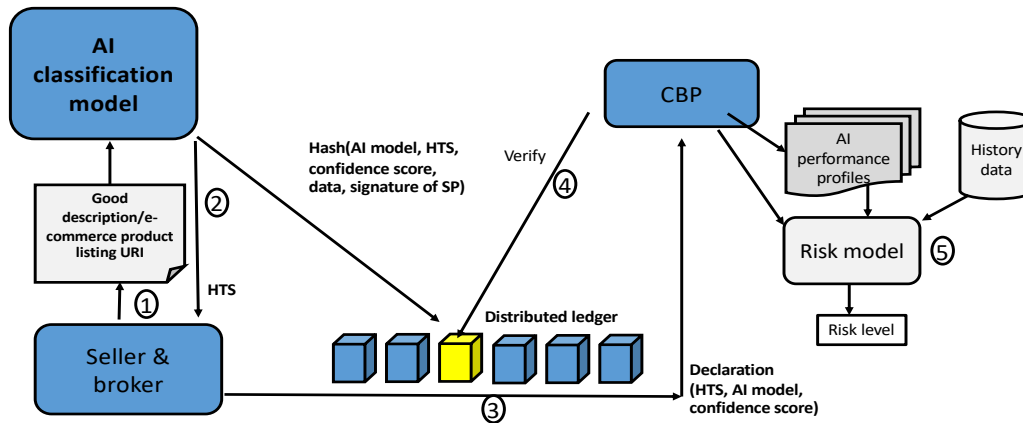 AI
classification
model
CBP
Hash(AI model, HTS,
confidence score,
data, signature of SP)
Verify
4
AI
performance
profiles
History
data
Good
description/e-
commerce product
listing URI
2
Risk model
5
HTS
1
Distributed ledger
Risk level
Seller &
broker
3
Declaration
(HTS, AI model,
confidence score)